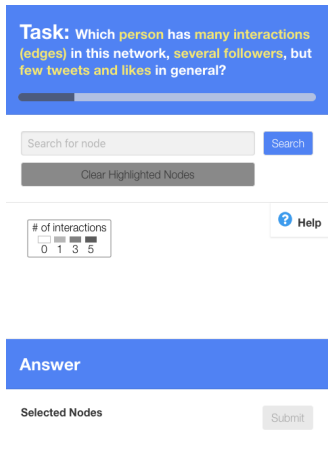 Task: Which person has many interactions
(edges) in this network, several followers, but
few tweets and likes in general?
Search for node
Search
Clear Highlighted Nodes
# of interactions
0 1 3 5
Help
Answer
Selected Nodes
Submit